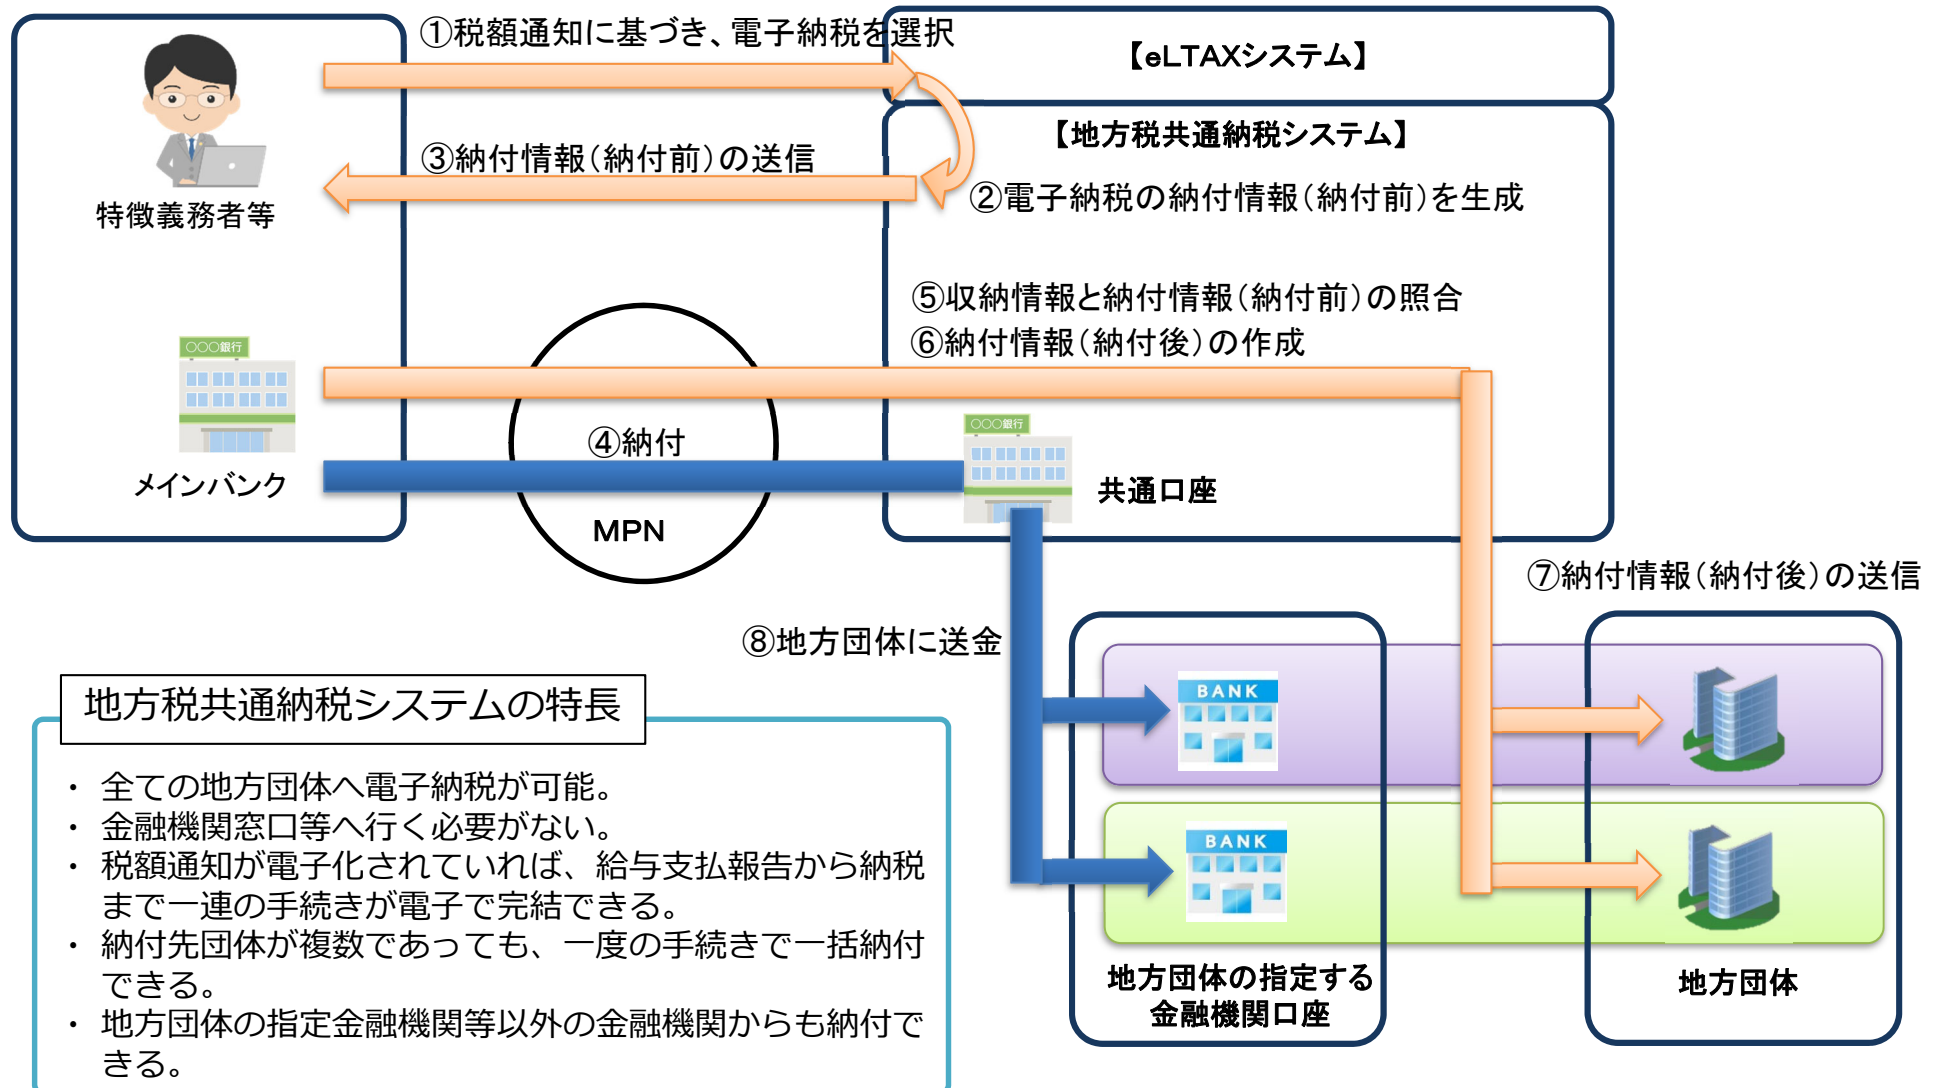 ①税額通知に基づき、電子納税を選択
【eLTAXシステム】
【地方税共通納税システム】
③納付情報(納付前)の送信
②電子納税の納付情報(納付前)を生成
特徴義務者等
⑤収納情報と納付情報(納付前)の照合
⑥納付情報(納付後)の作成
〇〇〇銀行
④納付
〇〇〇銀行
メインバンク
共通口座
MPN
⑦納付情報(納付後)の送信
⑧地方団体に送金
BANK
BANK
地方団体の指定する
金融機関口座
地方団体
地方税共通納税システムの特長
・ 全ての地方団体へ電子納税が可能。
・ 金融機関窓口等へ行く必要がない。
・ 税額通知が電子化されていれば、給与支払報告から納税
まで一連の手続きが電子で完結できる。
・ 納付先団体が複数であっても、一度の手続きで一括納付
できる。
・ 地方団体の指定金融機関等以外の金融機関からも納付で
きる。